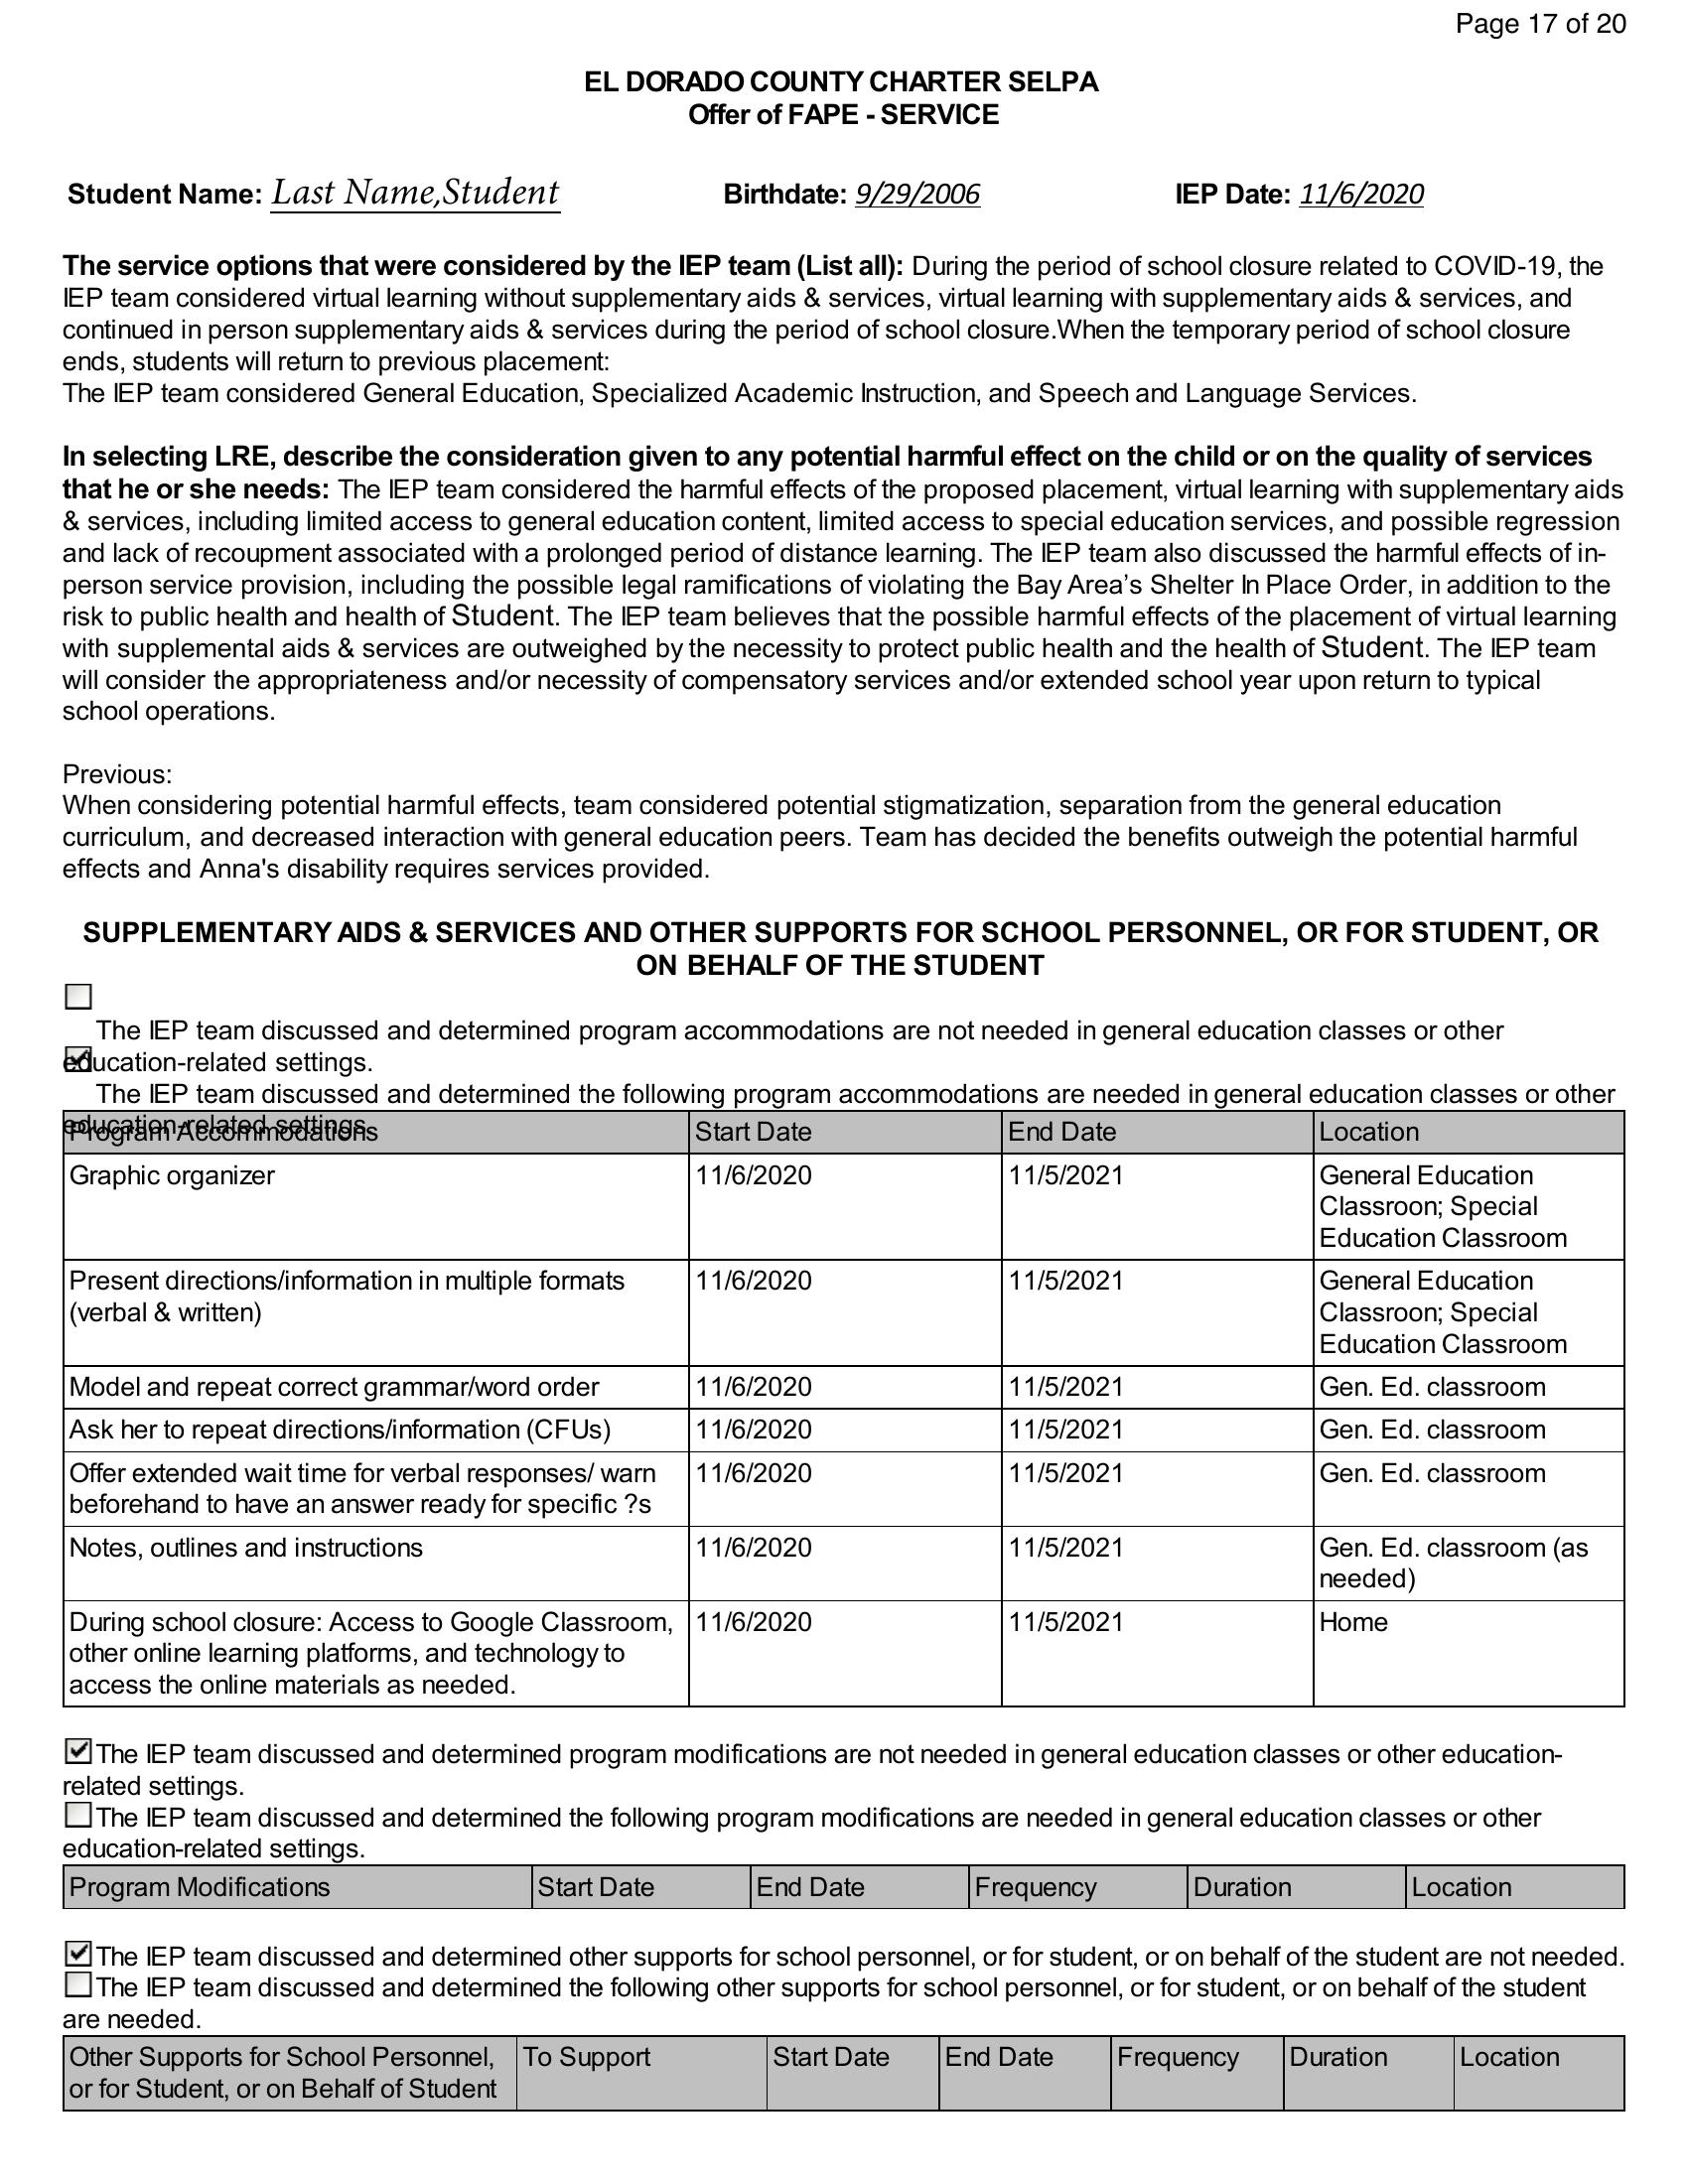 Page 17 of 20
EL DORADO COUNTY CHARTER SELPA
Offer of FAPE - SERVICE
Student Name: Last Name,Student Birthdate: 9/29/2006 IEP Date: 11/6/2020
The service options that were considered by the IEP team (List all): During the period of school closure related to COVID-19, the
IEP team considered virtual learning without supplementary aids & services, virtual learning with supplementary aids & services, and
continued in person supplementary aids & services during the period of school closure.When the temporary period of school closure
ends, students will return to previous placement:
The IEP team considered General Education, Specialized Academic Instruction, and Speech and Language Services.
In selecting LRE, describe the consideration given to any potential harmful effect on the child or on the quality of services
that he or she needs: The IEP team considered the harmful effects of the proposed placement, virtual learning with supplementary aids
& services, including limited access to general education content, limited access to special education services, and possible regression
and lack of recoupment associated with a prolonged period of distance learning. The IEP team also discussed the harmful effects of in-
person service provision, including the possible legal ramifications of violating the Bay Area's Shelter In Place Order, in addition to the
risk to public health and health of Student. The IEP team believes that the possible harmful effects of the placement of virtual learning
with supplemental aids & services are outweighed by the necessity to protect public health and the health of Student. The IEP team
will consider the appropriateness and/or necessity of compensatory services and/or extended school year upon return to typical
school operations.
Previous:
When considering potential harmful effects, team considered potential stigmatization, separation from the general education
curriculum, and decreased interaction with general education peers. Team has decided the benefits outweigh the potential harmful
effects and Anna's disability requires services provided.
SUPPLEMENTARY AIDS & SERVICES AND OTHER SUPPORTS FOR SCHOOL PERSONNEL, OR FOR STUDENT, OR
ON BEHALF OF THE STUDENT
The IEP team discussed and determined program accommodations are not needed in general education classes or other
education-related settings.
The IEP team discussed and determined the following program accommodations are needed in general education classes or other
education-related settings.
Program Accommodations Start Date End Date Location
Graphic organizer 11/6/2020 11/5/2021 General Education
Classroon; Special
Education Classroom
Present directions/information in multiple formats 11/6/2020 11/5/2021 General Education
(verbal & written) Classroon; Special
Education Classroom
Model and repeat correct grammar/word order 11/6/2020 11/5/2021 Gen. Ed. classroom
Ask her to repeat directions/information (CFUs) 11/6/2020 11/5/2021 Gen. Ed. classroom
Offer extended wait time for verbal responses/ warn 11/6/2020 11/5/2021 Gen. Ed. classroom
beforehand to have an answer ready for specific ?s
Notes, outlines and instructions 11/6/2020 11/5/2021 Gen. Ed. classroom (as
needed)
During school closure: Access to Google Classroom, 11/6/2020 11/5/2021 Home
other online learning platforms, and technology to
access the online materials as needed.
The IEP team discussed and determined program modifications are not needed in general education classes or other education-
related settings.
The IEP team discussed and determined the following program modifications are needed in general education classes or other
education-related settings.
Program Modifications Start Date End Date Frequency Duration Location
The IEP team discussed and determined other supports for school personnel, or for student, or on behalf of the student are not needed.
The IEP team discussed and determined the following other supports for school personnel, or for student, or on behalf of the student
are needed.
Other Supports for School Personnel, To Support Start Date End Date Frequency Duration Location
or for Student, or on Behalf of Student